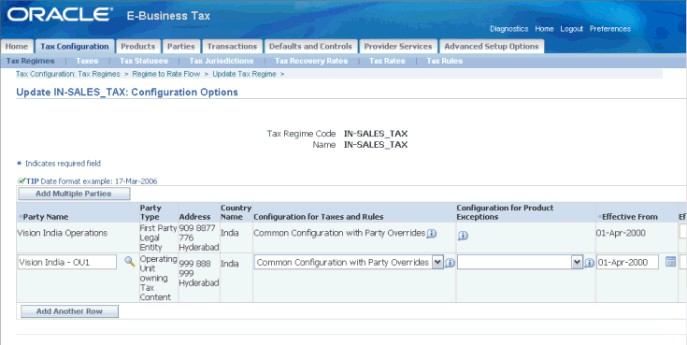 ORACLE® E-Business Tax
Diagnostics Home Logout Preferences
Home Tax Configuration Products Parties Transactions Defaults and Controls Provider Services Advanced Setup Options
Tax Regimes | Taxes | Tax Statuses | Tax Jurisdictions | Tax Recovery Rates | Tax Rates | Tax Rules
Tax Configuration: Tax Regimes > Regime to Rate Flow > Update Tax Regime >
Update IN-SALES_TAX: Configuration Options
Tax Regime Code IN-SALES_TAX
Name IN-SALES_TAX
* Indicates required field
TIP Date format example: 17-Mar-2006
Add Multiple Parties
*Party Name Party Type Address Country Name Configuration for Taxes and Rules Configuration for Product Exceptions *Effective From Ef
Vision India Operations First Party Legal Entity 909 8877 776 Hyderabad India Common Configuration with Party Overrides 01-Apr-2000
Vision India - OU1 Operating Unit owning Tax Content 999 888 999 Hyderabad India Common Configuration with Party Overrides 01-Apr-2000
Add Another Row